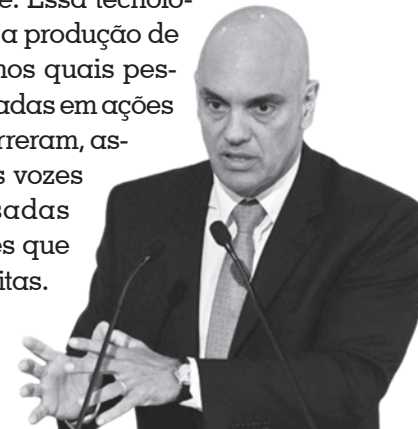 e. Essa tecnolo-
a produção de
nos quais pes-
adas em ações
rreram, as-
s vozes
sadas
es que
itas.